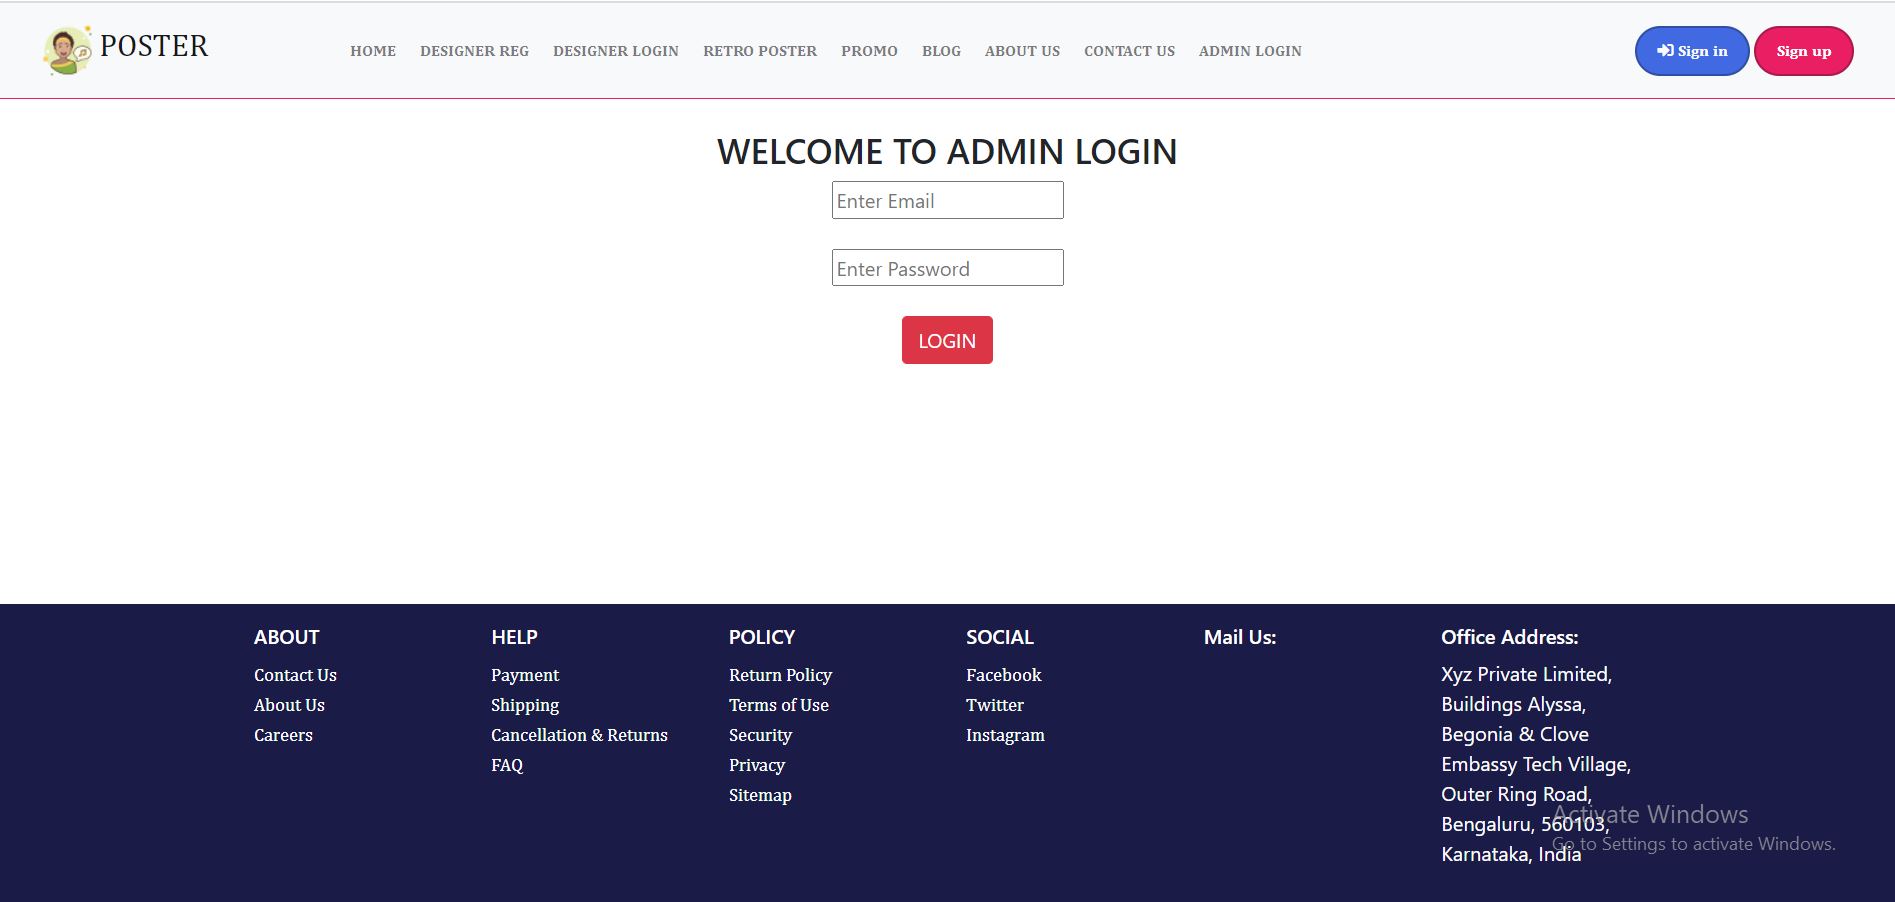 POSTER
HOME DESIGNER REG DESIGNER LOGIN RETRO POSTER PROMO BLOG ABOUT US CONTACT US ADMIN LOGIN
Sign in Sign up
WELCOME TO ADMIN LOGIN
Enter Email
Enter Password
LOGIN
ABOUT
Contact Us
About Us
Careers
HELP
Payment
Shipping
Cancellation & Returns
FAQ
POLICY
Return Policy
Terms of Use
Security
Privacy
Sitemap
SOCIAL
Facebook
Twitter
Instagram
Mail Us:
Office Address:
Xyz Private Limited,
Buildings Alyssa,
Begonia & Clove
Embassy Tech Village,
Outer Ring Road,
Bengaluru, 560103,
Karnataka, India
Activate Windows
Go to Settings to activate Windows.